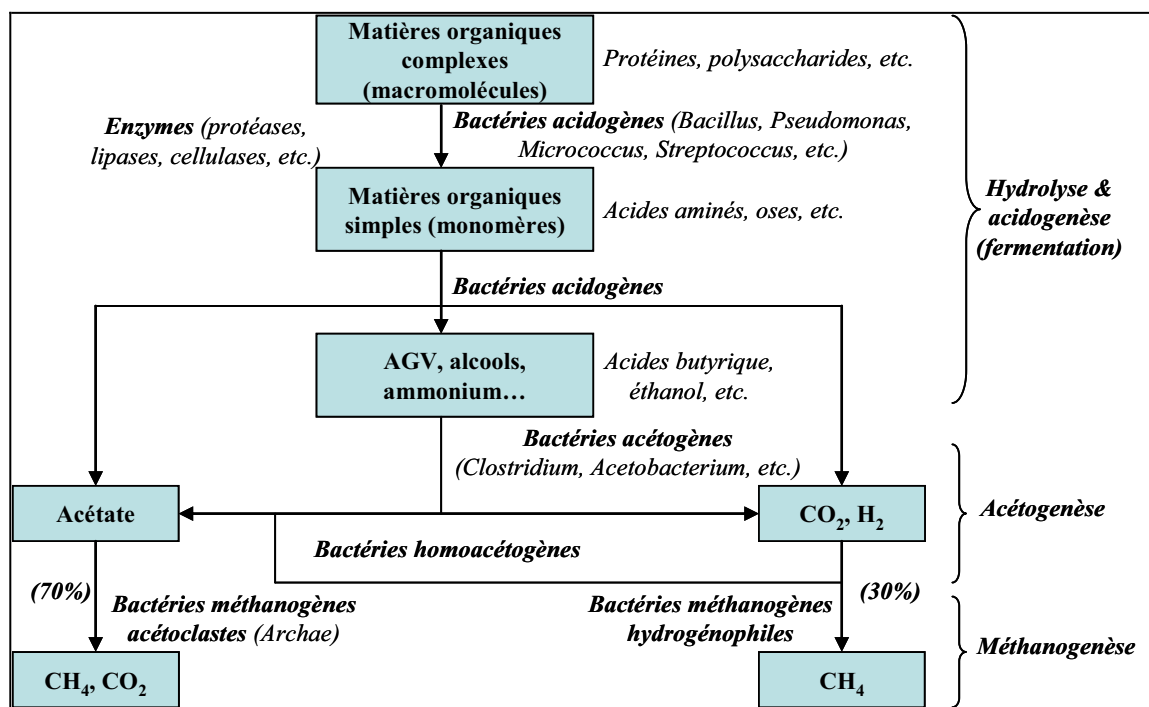 Matières organiques
complexes
(macromolécules)
Protéines, polysaccharides, etc.
Enzymes (protéases,
lipases, cellulases, etc.)
Bactéries acidogènes (Bacillus, Pseudomonas,
Micrococcus, Streptococcus, etc.)
Matières organiques
simples (monomères)
Acides aminés, oses, etc.
Hydrolyse &
acidogenèse
(fermentation)
Bactéries acidogènes
AGV, alcools,
ammonium…
Acides butyrique,
éthanol, etc.
Bactéries acétogènes
(Clostridium, Acetobacterium, etc.)
Acétate
CO₂, H₂
Acétogenèse
Bactéries homoacétogènes
(70%)
Bactéries méthanogènes
acétoclastes (Archae)
Bactéries méthanogènes
hydrogénophiles
(30%)
Méthanogenèse
CH₄, CO₂
CH₄